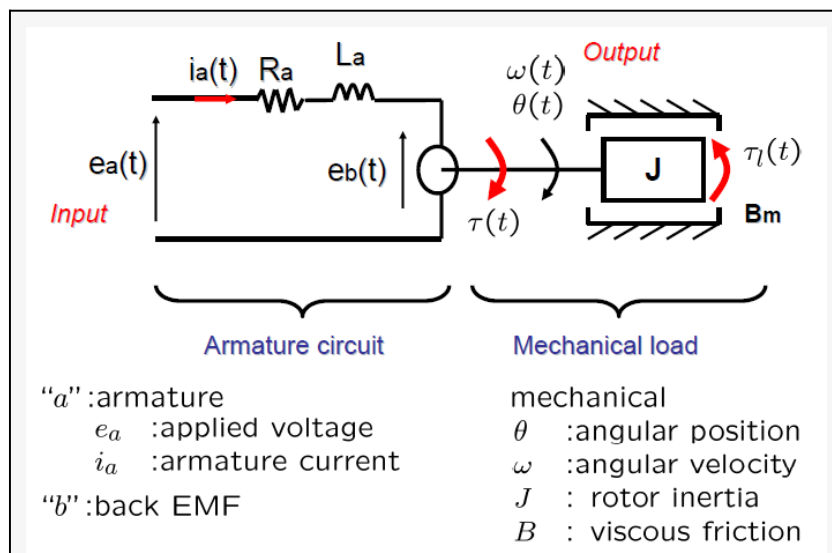 Output
ia(t) Ra La
ω(t)
θ(t)
ea(t)
eb(t)
J
τl(t)
Input
τ(t)
Bm
Armature circuit
Mechanical load
“a”:armature
ea :applied voltage
ia :armature current
“b”:back EMF
mechanical
θ :angular position
ω :angular velocity
J : rotor inertia
B : viscous friction